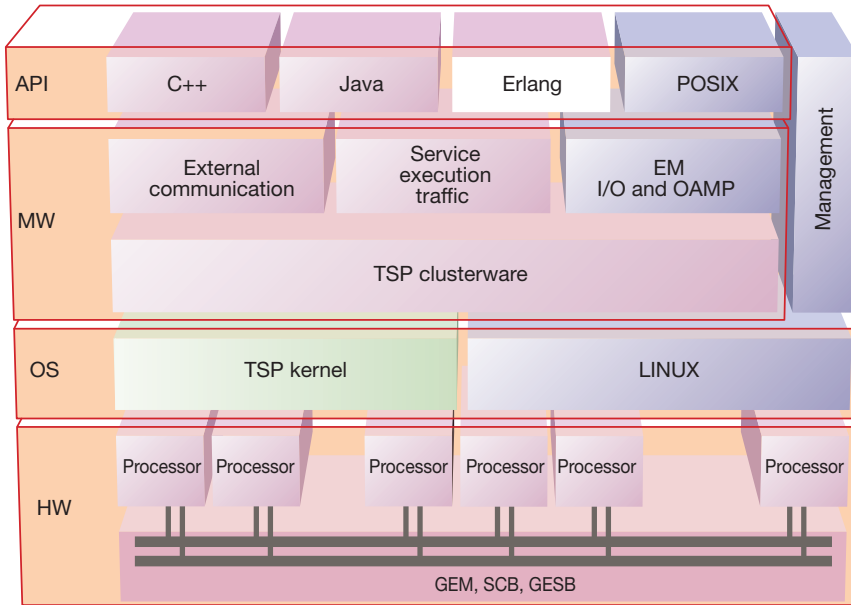 API
C++
Java
Erlang
POSIX
Management
MW
External
communication
Service
execution
traffic
EM
I/O and OAMP
TSP clusterware
OS
TSP kernel
LINUX
HW
Processor
Processor
Processor
Processor
Processor
Processor
GEM, SCB, GESB